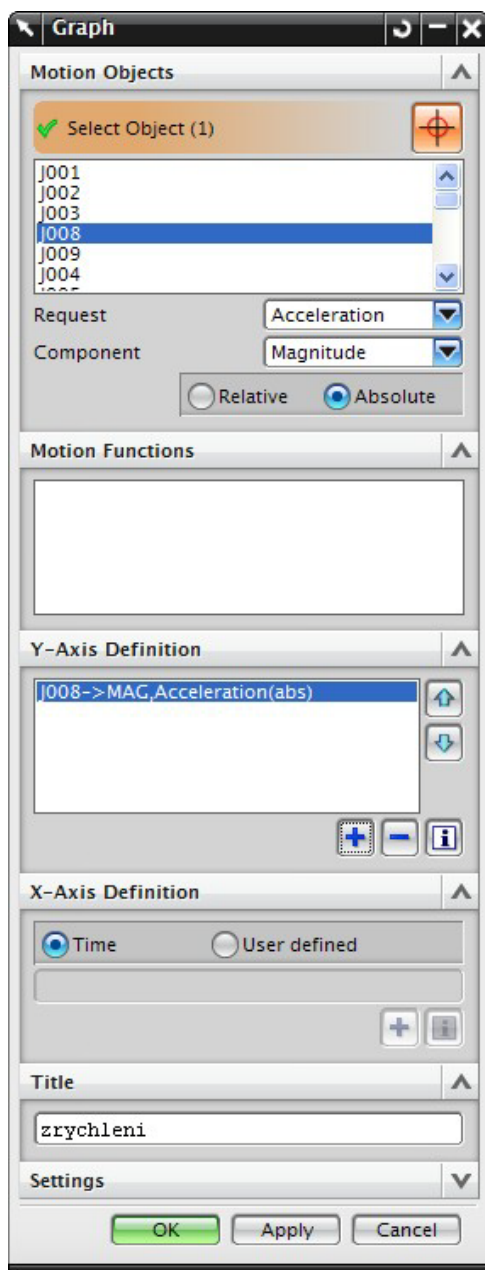 Graph
Motion Objects
Select Object (1)
J001
J002
J003
J008
J009
J004
Request Acceleration
Component Magnitude
Relative Absolute
Motion Functions
Y-Axis Definition
J008->MAG,Acceleration(abs)
X-Axis Definition
Time User defined
Title
zrychleni
Settings
OK Apply Cancel